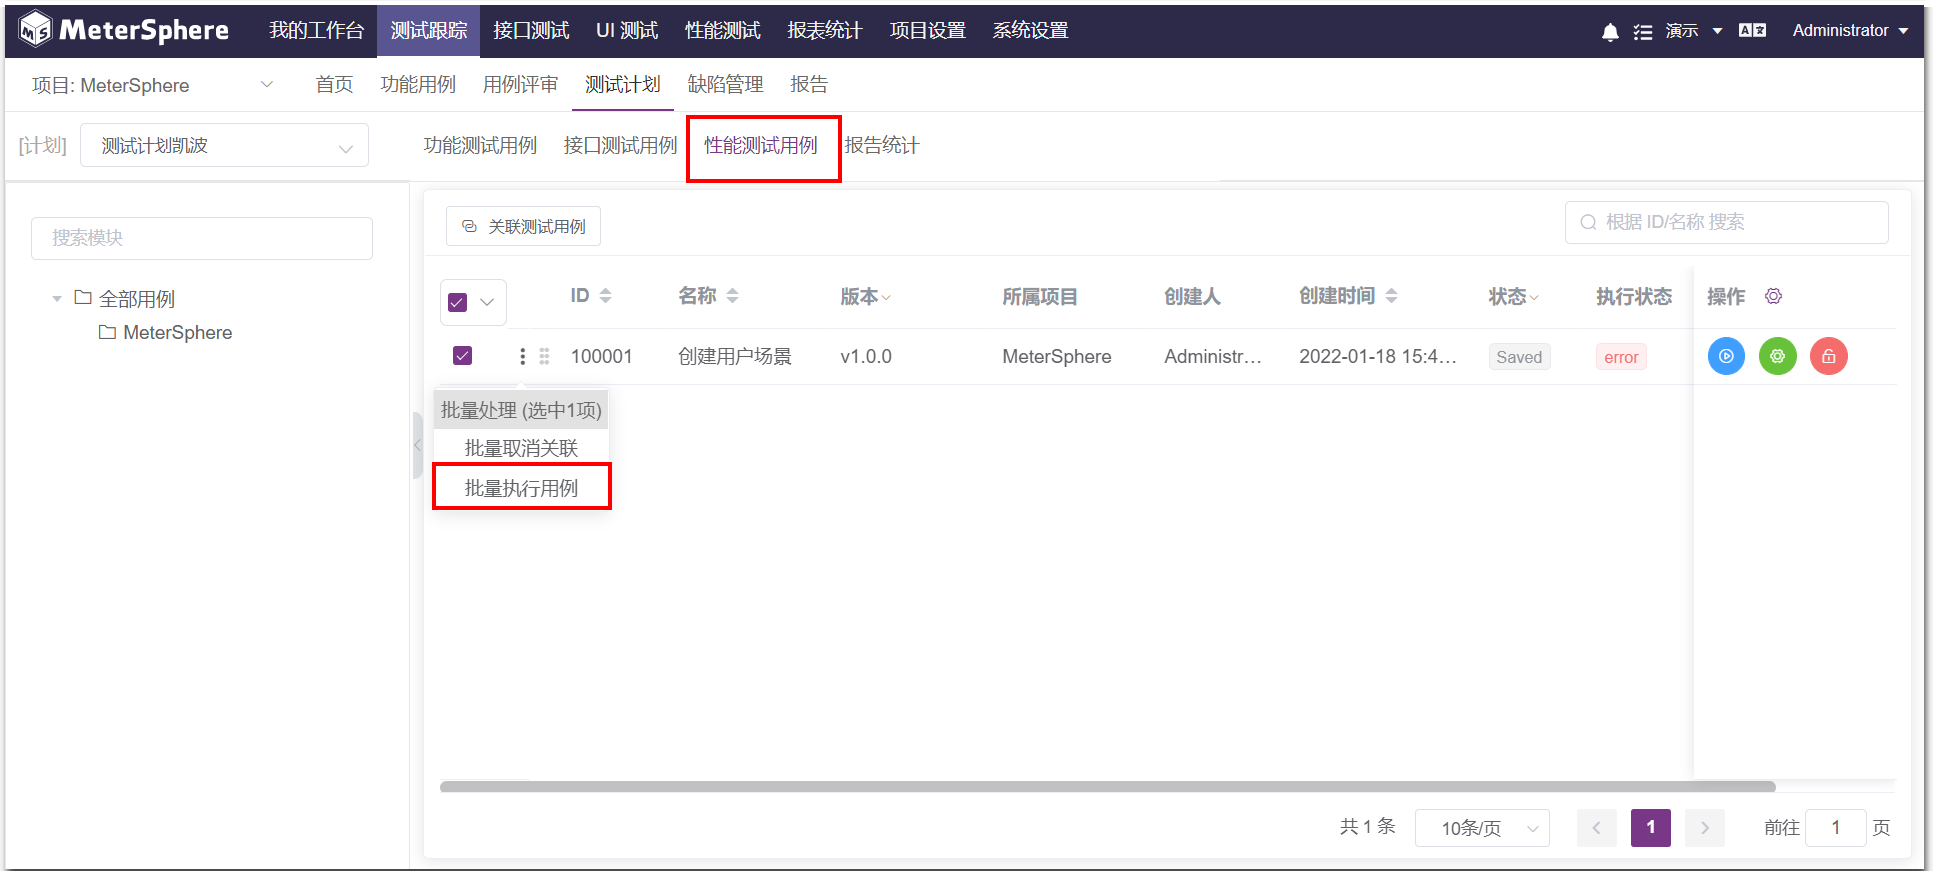 MeterSphere 我的工作台 测试跟踪 接口测试 UI 测试 性能测试 报表统计 项目设置 系统设置 演示 Administrator
项目: MeterSphere 首页 功能用例 用例评审 测试计划 缺陷管理 报告
[计划] 测试计划凯波 功能测试用例 接口测试用例 性能测试用例 报告统计
搜索模块
全部用例
MeterSphere
关联测试用例 根据 ID/名称 搜索
ID 名称 版本 所属项目 创建人 创建时间 状态 执行状态 操作
100001 创建用户场景 v1.0.0 MeterSphere Administr... 2022-01-18 15:4... Saved error
批量处理 (选中1项)
批量取消关联
批量执行用例
共 1 条 10条/页 1 前往 1 页